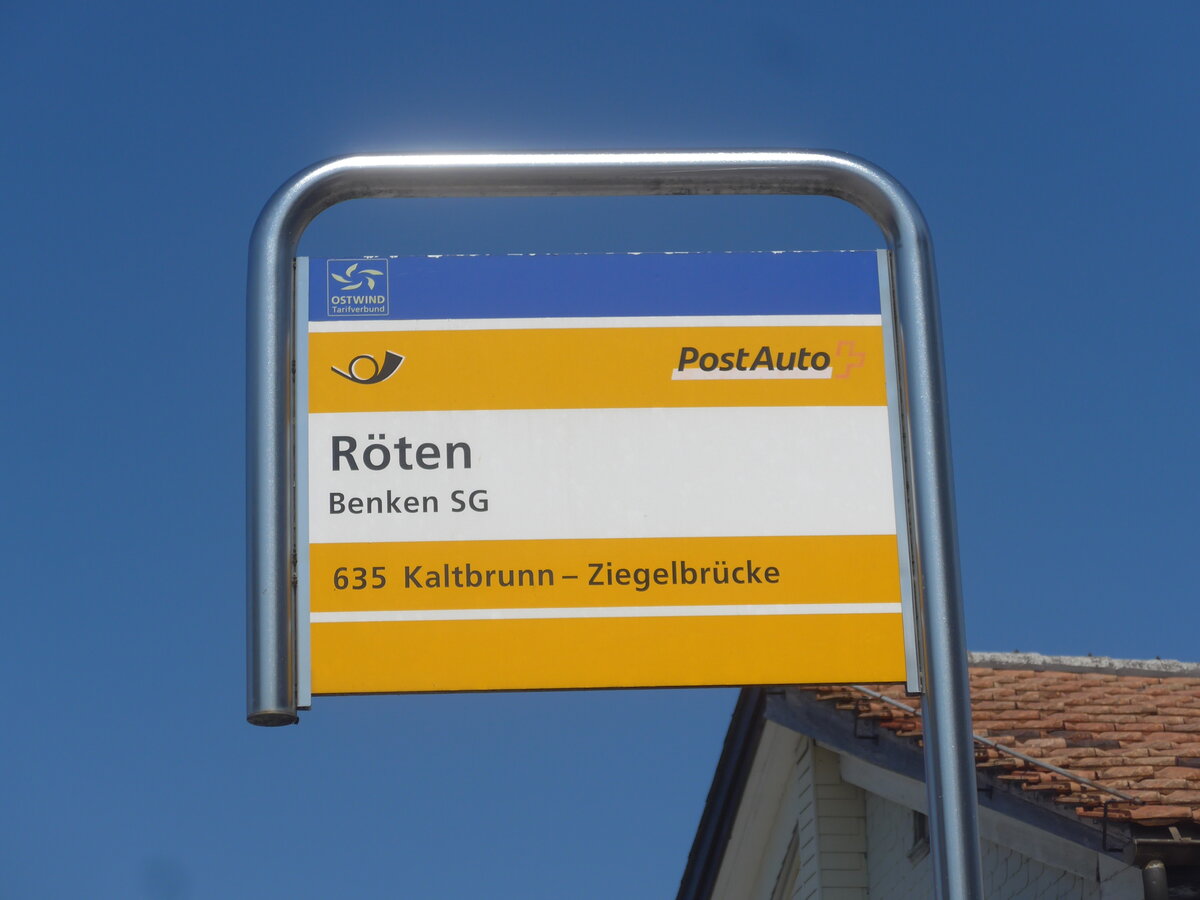 OSTWIND
Tarifverbund
PostAuto
Röten
Benken SG
635 Kaltbrunn – Ziegelbrücke